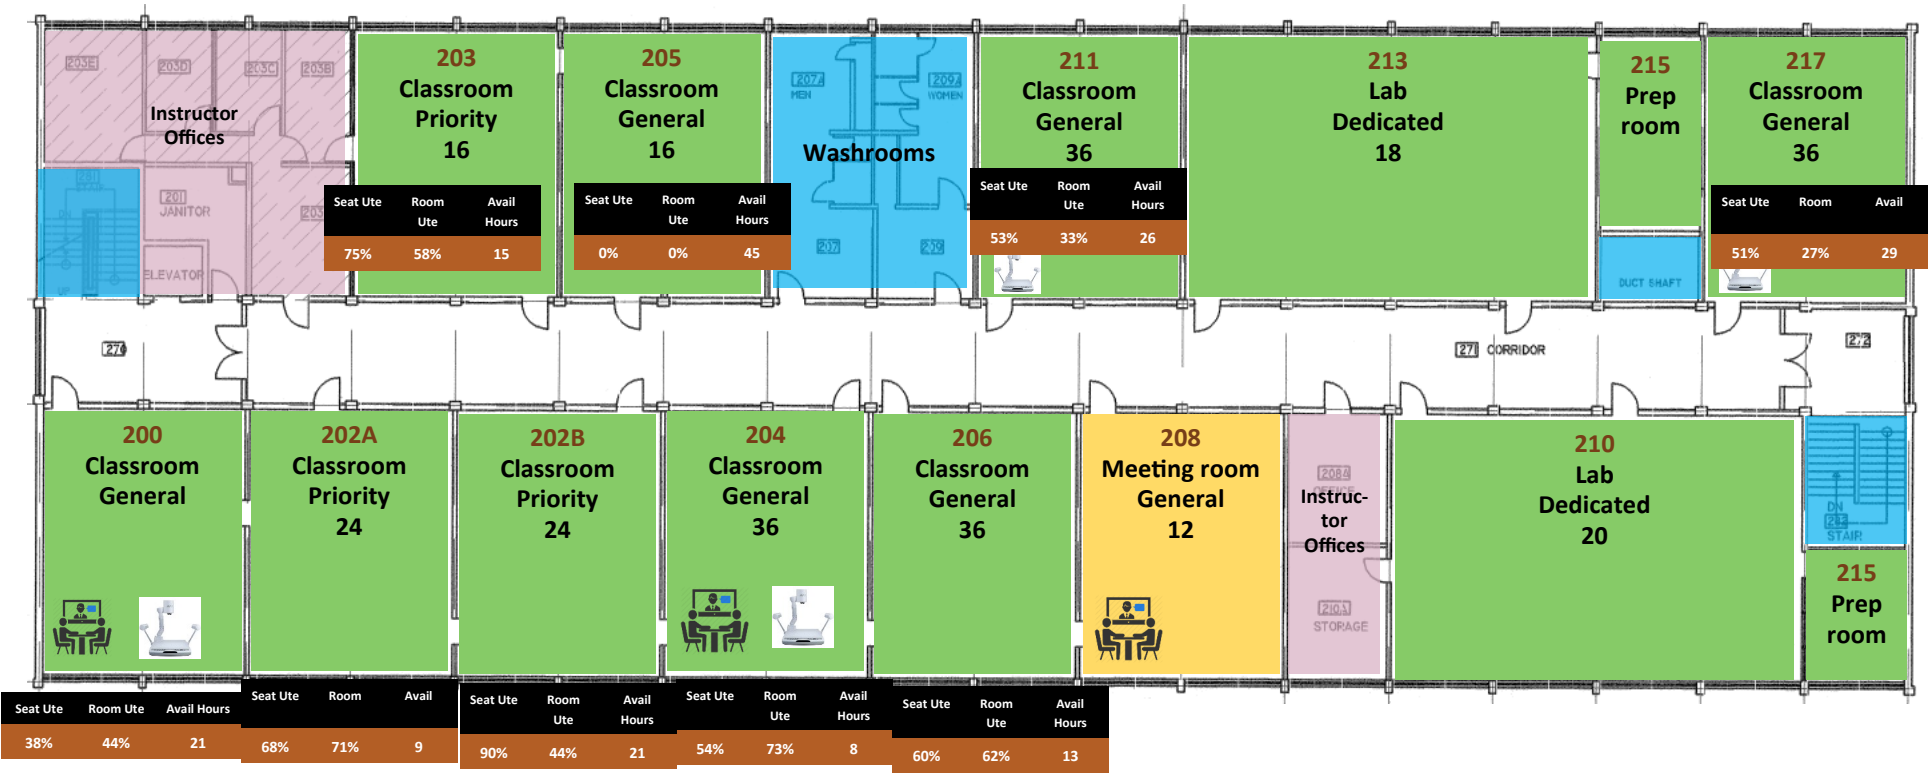 203E
203D
203C
203B
Instructor
Offices
201
JANITOR
ELEVATOR
UP
203
203
Classroom
Priority
16
Seat Ute Room Ute Avail Hours
75% 58% 15
205
Classroom
General
16
Seat Ute Room Ute Avail Hours
0% 0% 45
207A
MEN
209A
WOMEN
Washrooms
207
209
211
Classroom
General
36
Seat Ute Room Ute Avail Hours
53% 33% 26
213
Lab
Dedicated
18
215
Prep
room
DUCT SHAFT
217
Classroom
General
36
Seat Ute Room Avail
51% 27% 29
270
271 CORRIDOR
272
200
Classroom
General
202A
Classroom
Priority
24
202B
Classroom
Priority
24
204
Classroom
General
36
206
Classroom
General
36
208
Meeting room
General
12
208A
OFFICE
Instruc-
tor
Offices
210A
STORAGE
210
Lab
Dedicated
20
DN
STAIR
215
Prep
room
Seat Ute Room Ute Avail Hours
38% 44% 21
Seat Ute Room Avail
68% 71% 9
Seat Ute Room Ute Avail Hours
90% 44% 21
Seat Ute Room Ute Avail Hours
54% 73% 8
Seat Ute Room Ute Avail Hours
60% 62% 13